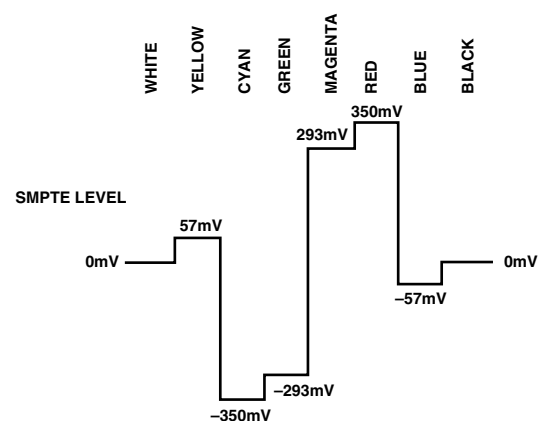 WHITE
YELLOW
CYAN
GREEN
MAGENTA
RED
BLUE
BLACK
350mV
293mV
SMPTE LEVEL
57mV
0mV
0mV
–57mV
–293mV
–350mV